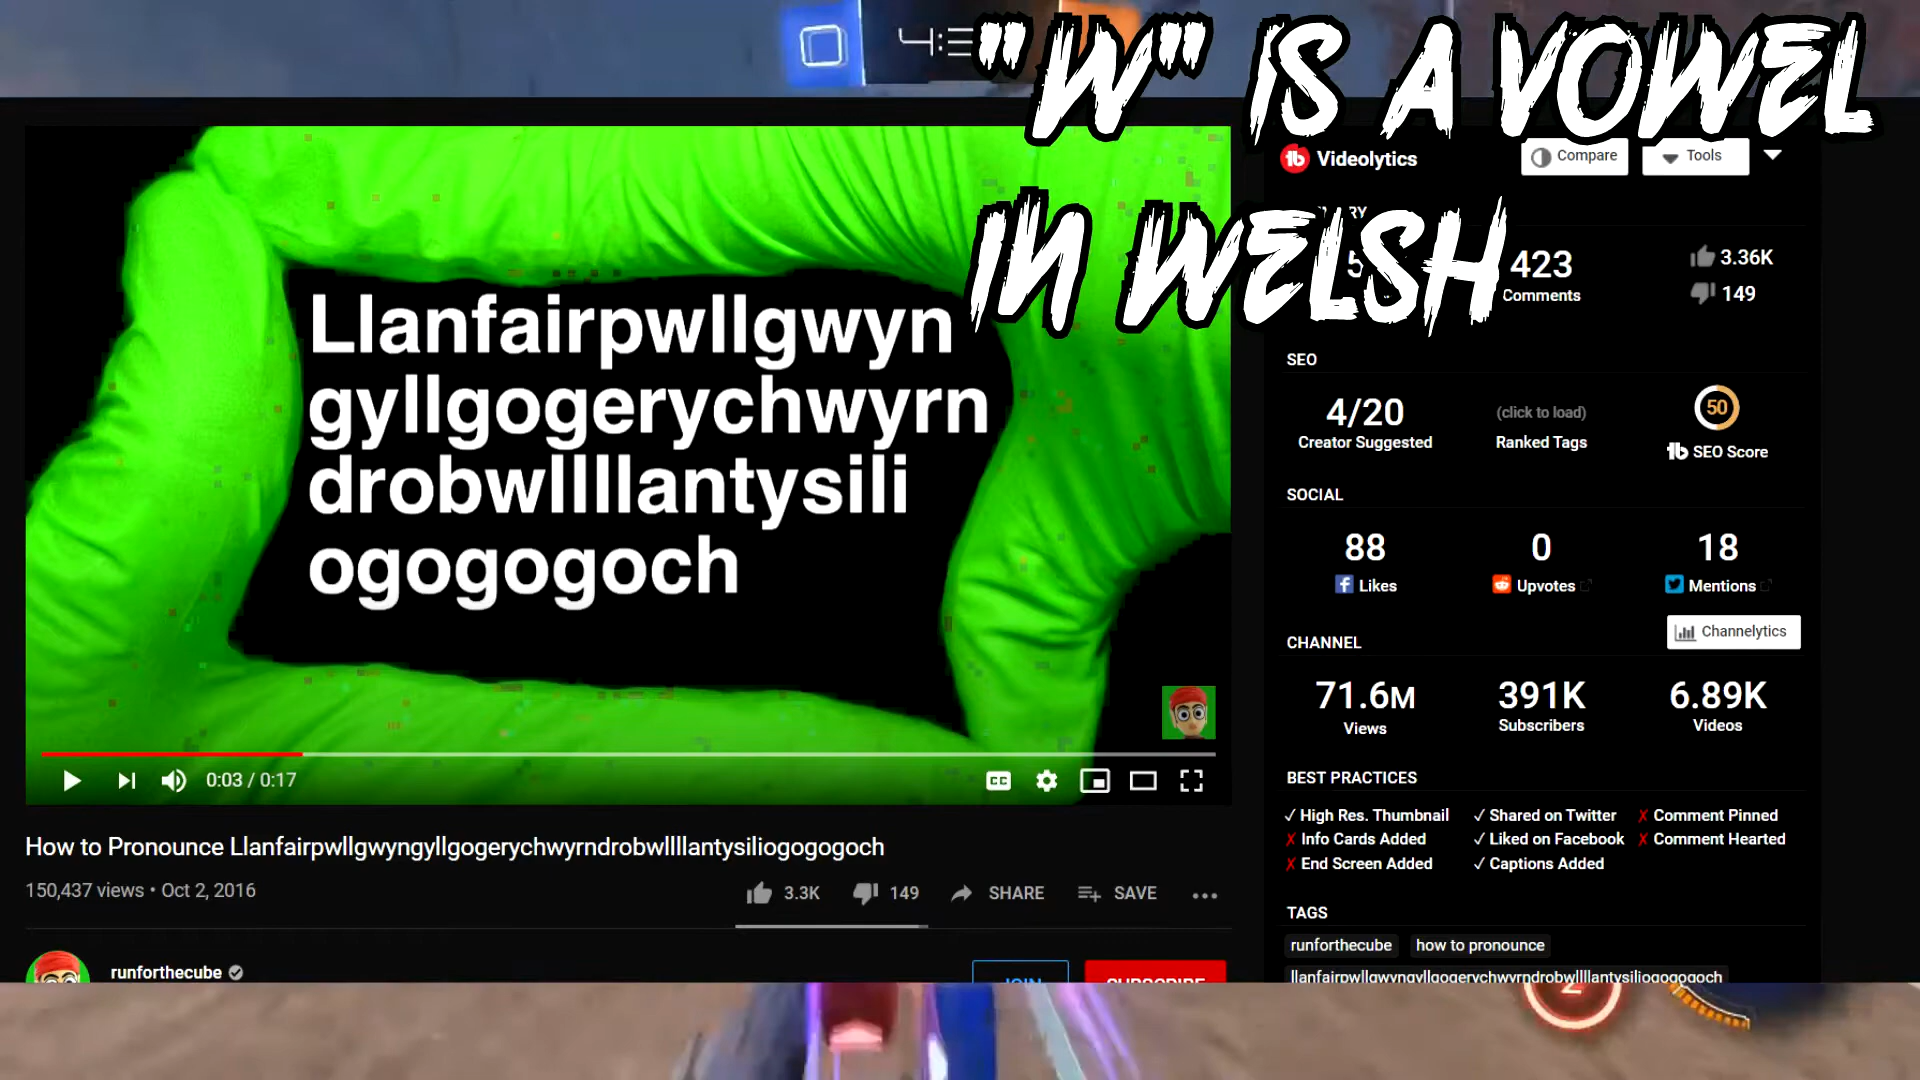 "W" IS A VOWEL
IN WELSH
Llanfairpwllgwyn
gyllgogerychwyrn
drobwllllantysili
ogogogoch
0:03 / 0:17
How to Pronounce Llanfairpwllgwyngyllgogerychwyrndrobwllllantysiliogogogoch
150,437 views • Oct 2, 2016
3.3K 149 SHARE SAVE
runforthecube
JOIN SUBSCRIBE
Videolytics Compare Tools
423 3.36K
Comments 149
SEO
4/20 (click to load) 50
Creator Suggested Ranked Tags SEO Score
SOCIAL
88 0 18
Likes Upvotes Mentions
CHANNEL Channelytics
71.6M 391K 6.89K
Views Subscribers Videos
BEST PRACTICES
✓ High Res. Thumbnail ✓ Shared on Twitter ✗ Comment Pinned
✗ Info Cards Added ✓ Liked on Facebook ✗ Comment Hearted
✗ End Screen Added ✓ Captions Added
TAGS
runforthecube how to pronounce
llanfairpwllgwyngyllgogerychwyrndrobwllllantysiliogogogoch
2